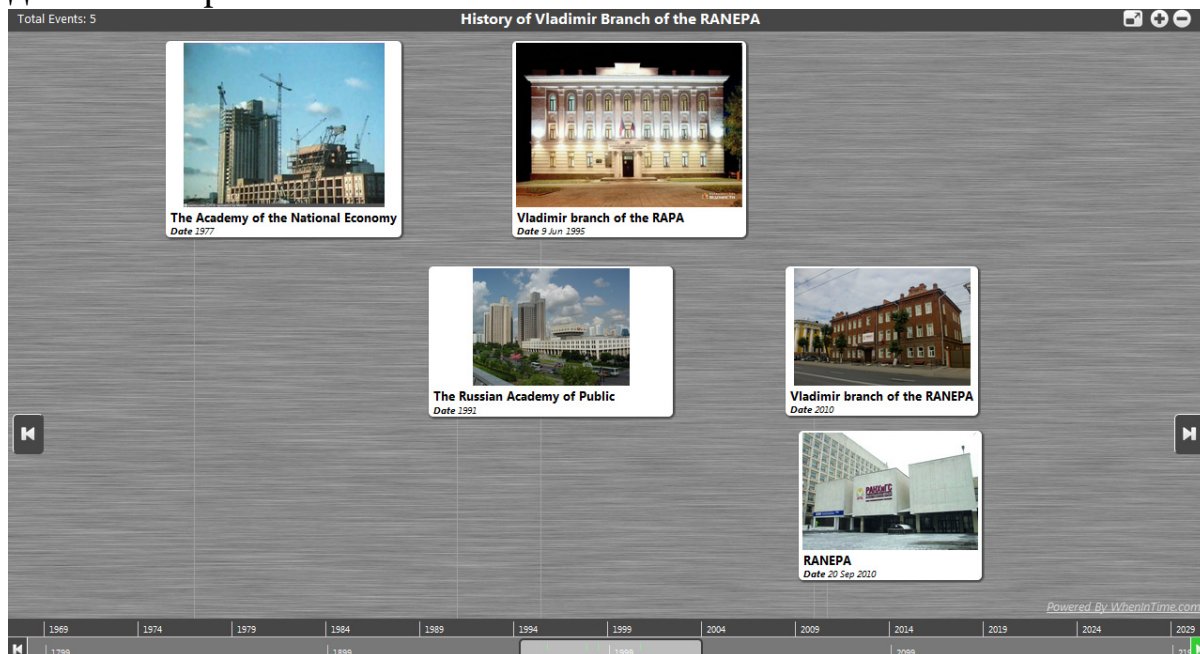 Total Events: 5
History of Vladimir Branch of the RANEPA
The Academy of the National Economy
Date 1977
Vladimir branch of the RAPA
Date 9 Jun 1995
The Russian Academy of Public
Date 1991
Vladimir branch of the RANEPA
Date 2010
РАНХиГС
RANEPA
Date 20 Sep 2010
Powered By WhenInTime.com
1969 1974 1979 1984 1989 1994 1999 2004 2009 2014 2019 2024 2029
1799 1899 1999 2099